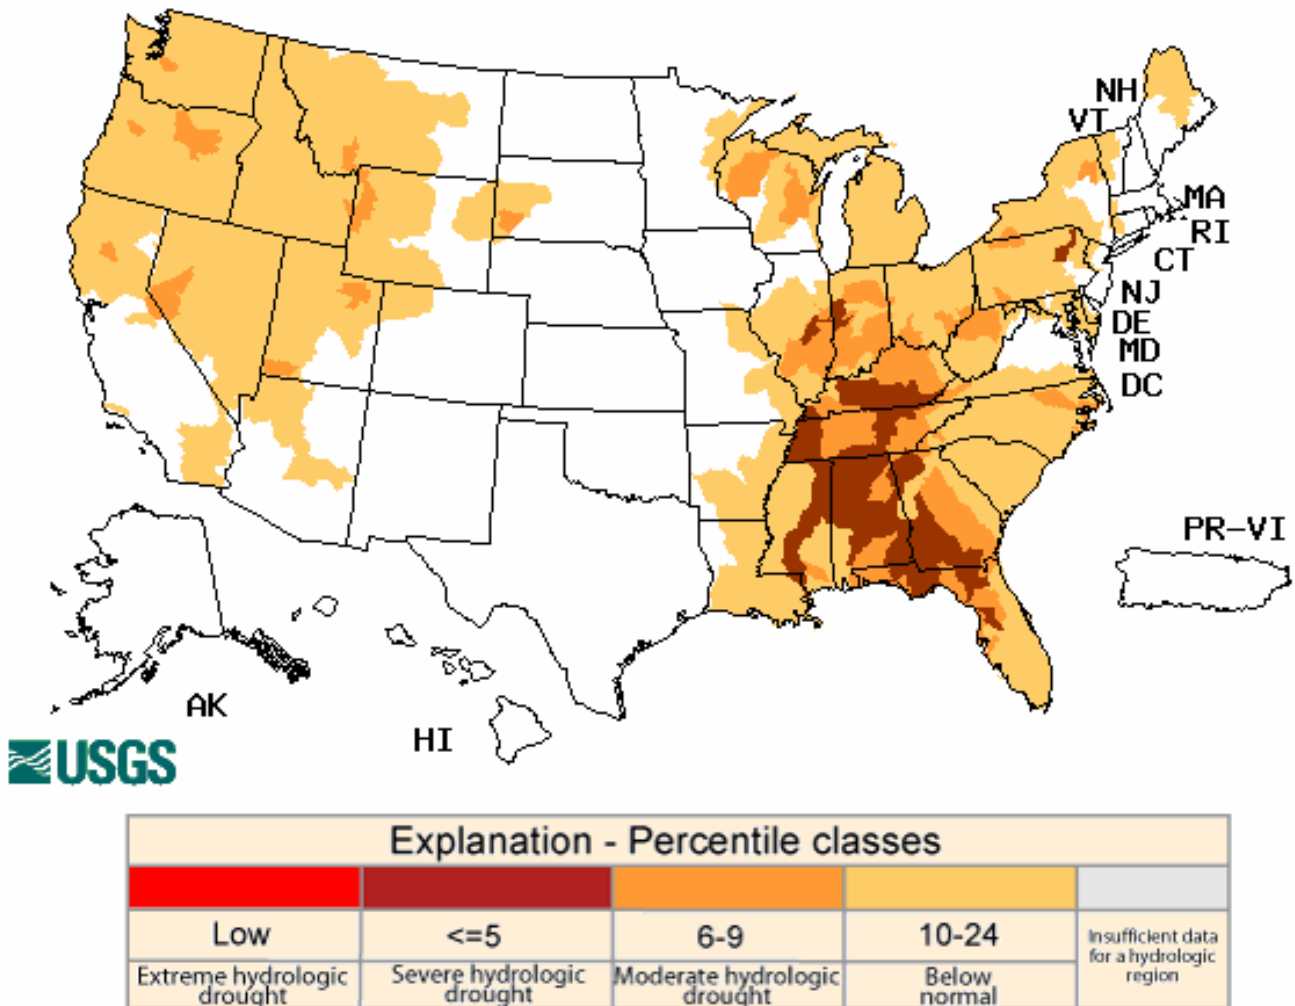 NH
VT
MA
RI
CT
NJ
DE
MD
DC
PR-VI
AK
HI
USGS
Explanation - Percentile classes
Low <=5 6-9 10-24 Insufficient data
for a hydrologic
region
Extreme hydrologic Severe hydrologic Moderate hydrologic Below
drought drought drought normal